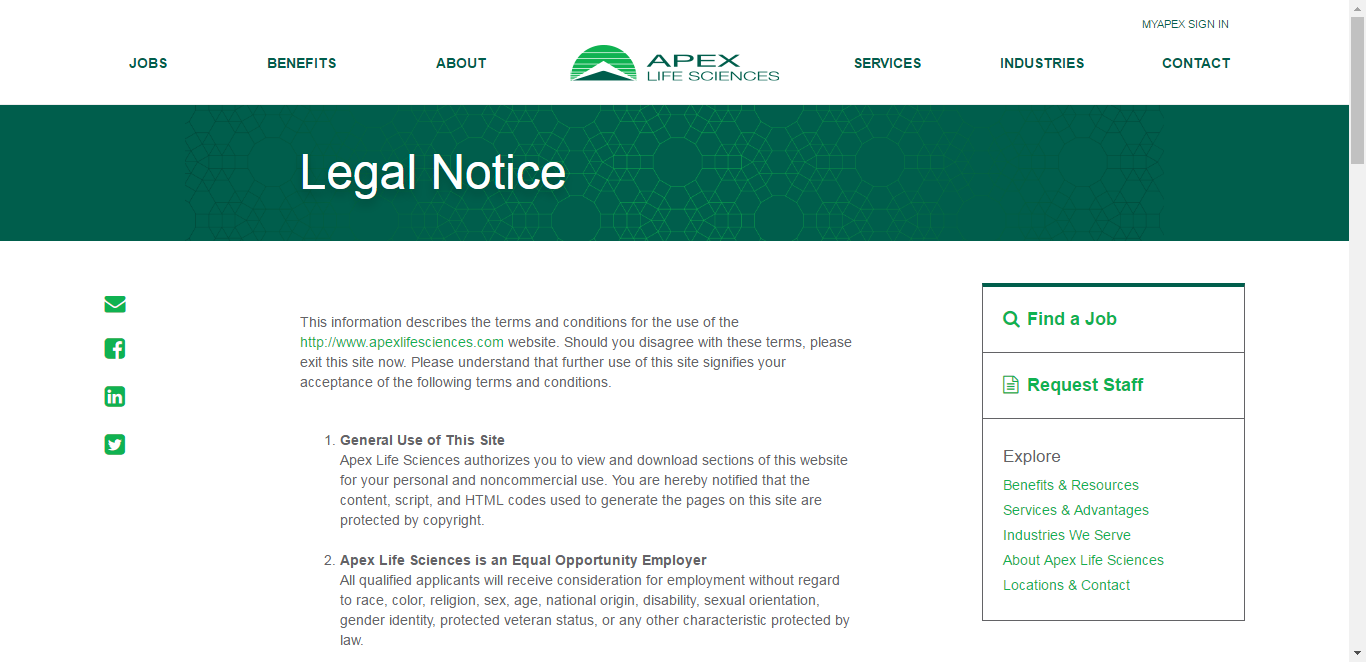 MYAPEX SIGN IN
JOBS
BENEFITS
ABOUT
APEX
LIFE SCIENCES
SERVICES
INDUSTRIES
CONTACT
Legal Notice
This information describes the terms and conditions for the use of the
http://www.apexlifesciences.com website. Should you disagree with these terms, please
exit this site now. Please understand that further use of this site signifies your
acceptance of the following terms and conditions.
1. General Use of This Site
Apex Life Sciences authorizes you to view and download sections of this website
for your personal and noncommercial use. You are hereby notified that the
content, script, and HTML codes used to generate the pages on this site are
protected by copyright.
2. Apex Life Sciences is an Equal Opportunity Employer
All qualified applicants will receive consideration for employment without regard
to race, color, religion, sex, age, national origin, disability, sexual orientation,
gender identity, protected veteran status, or any other characteristic protected by
law.
Find a Job
Request Staff
Explore
Benefits & Resources
Services & Advantages
Industries We Serve
About Apex Life Sciences
Locations & Contact